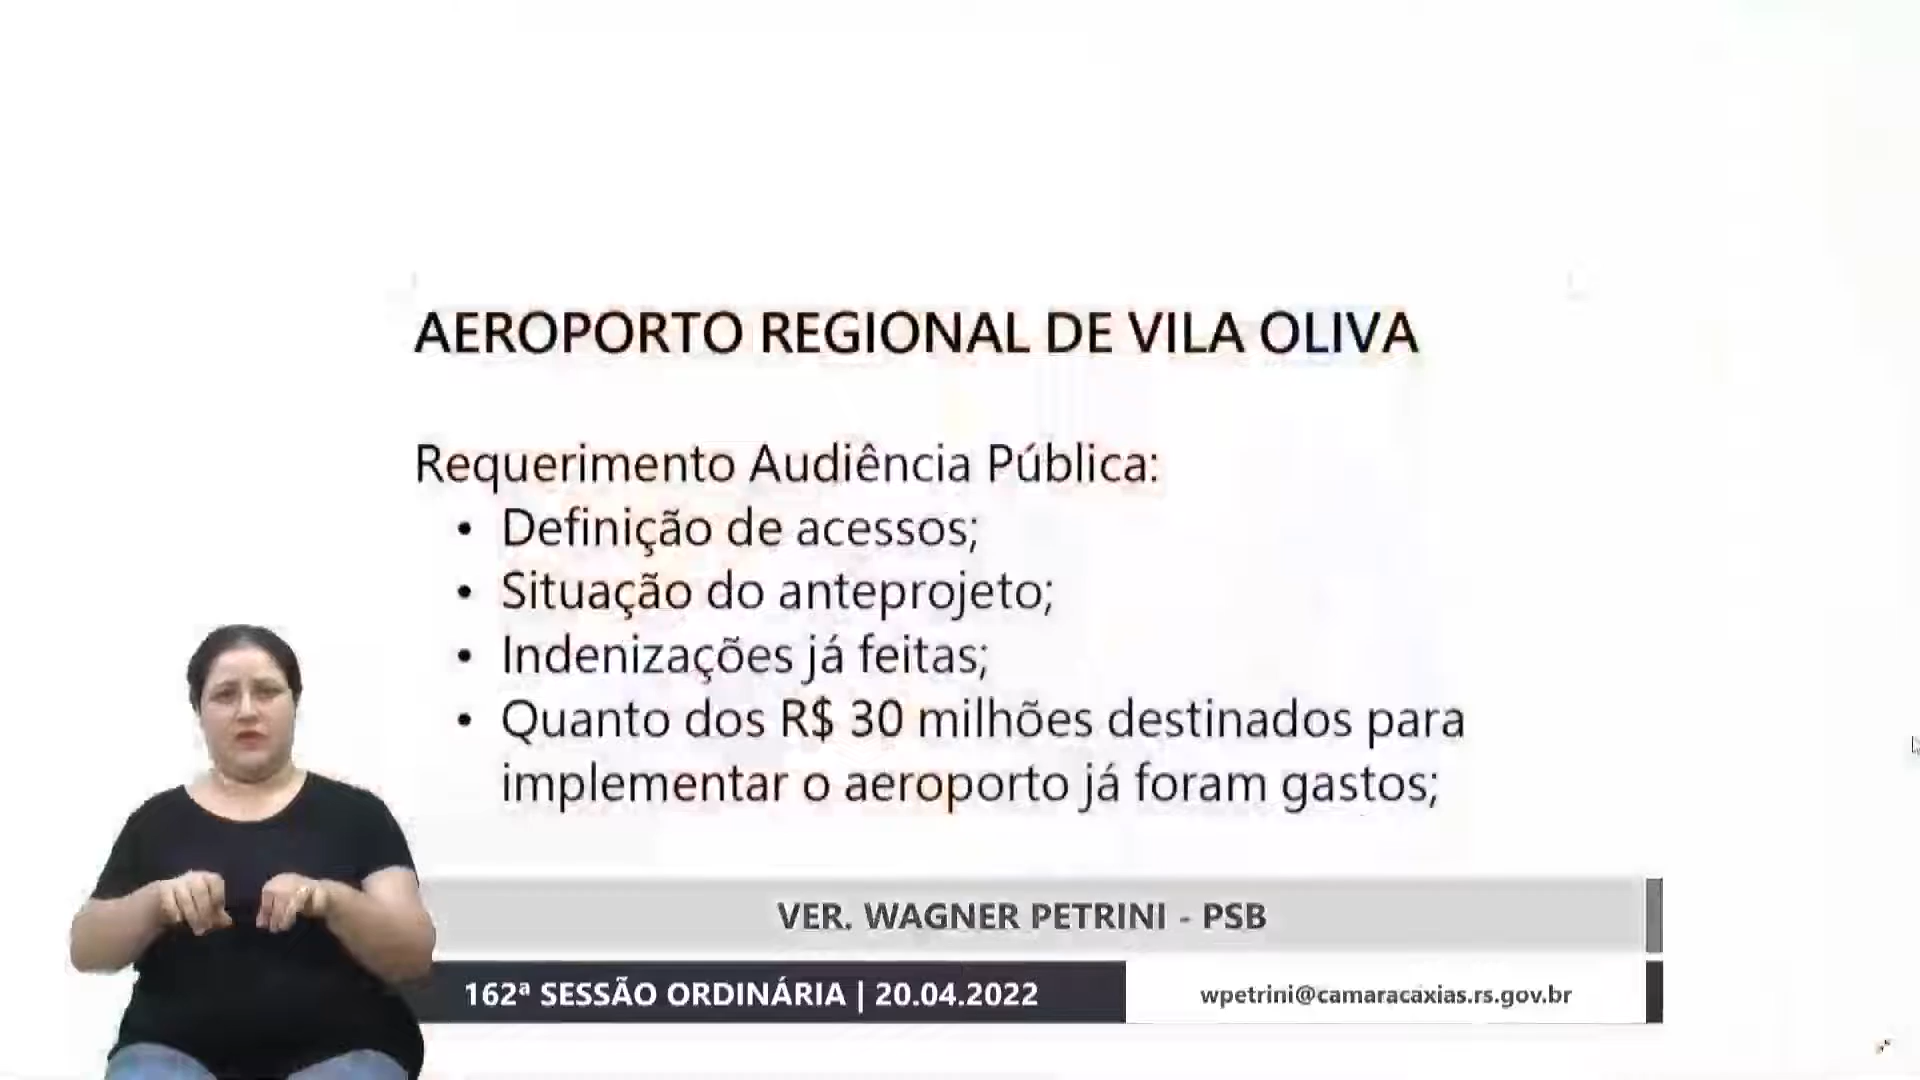 AEROPORTO REGIONAL DE VILA OLIVA
Requerimento Audiência Pública:
• Definição de acessos;
• Situação do anteprojeto;
• Indenizações já feitas;
• Quanto dos R$ 30 milhões destinados para
implementar o aeroporto já foram gastos;
VER. WAGNER PETRINI - PSB
162ª SESSÃO ORDINÁRIA | 20.04.2022
wpetrini@camaracaxias.rs.gov.br